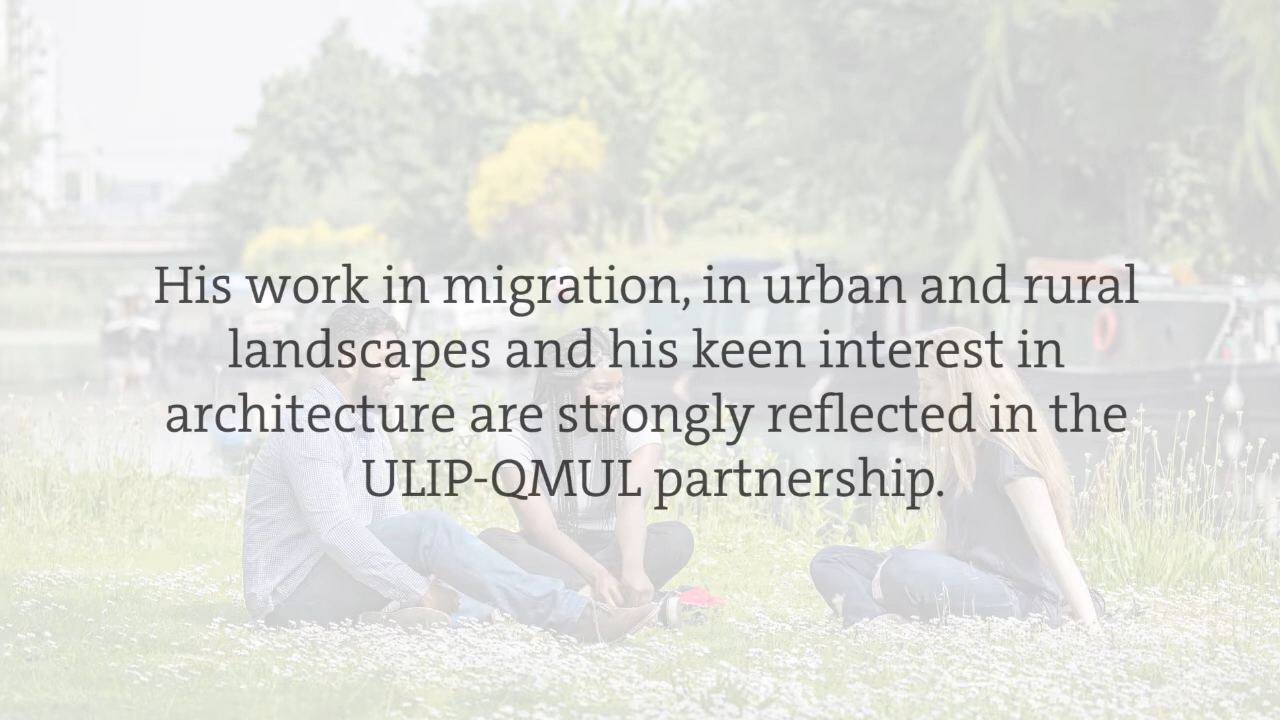 His work in migration, in urban and rural
landscapes and his keen interest in
architecture are strongly reflected in the
ULIP-QMUL partnership.